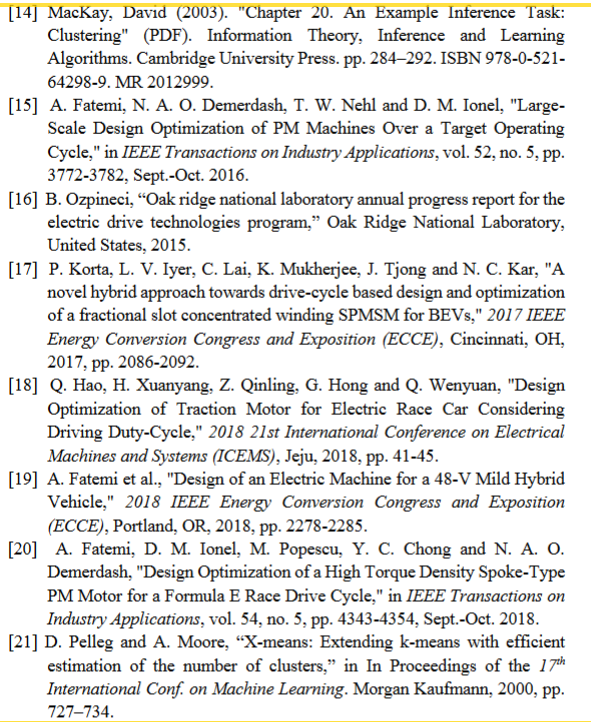 [14] MacKay, David (2003). "Chapter 20. An Example Inference Task:
Clustering" (PDF). Information Theory, Inference and Learning
Algorithms. Cambridge University Press. pp. 284–292. ISBN 978-0-521-
64298-9. MR 2012999.
[15] A. Fatemi, N. A. O. Demerdash, T. W. Nehl and D. M. Ionel, "Large-
Scale Design Optimization of PM Machines Over a Target Operating
Cycle," in IEEE Transactions on Industry Applications, vol. 52, no. 5, pp.
3772-3782, Sept.-Oct. 2016.
[16] B. Ozpineci, “Oak ridge national laboratory annual progress report for the
electric drive technologies program,” Oak Ridge National Laboratory,
United States, 2015.
[17] P. Korta, L. V. Iyer, C. Lai, K. Mukherjee, J. Tjong and N. C. Kar, "A
novel hybrid approach towards drive-cycle based design and optimization
of a fractional slot concentrated winding SPMSM for BEVs," 2017 IEEE
Energy Conversion Congress and Exposition (ECCE), Cincinnati, OH,
2017, pp. 2086-2092.
[18] Q. Hao, H. Xuanyang, Z. Qinling, G. Hong and Q. Wenyuan, "Design
Optimization of Traction Motor for Electric Race Car Considering
Driving Duty-Cycle," 2018 21st International Conference on Electrical
Machines and Systems (ICEMS), Jeju, 2018, pp. 41-45.
[19] A. Fatemi et al., "Design of an Electric Machine for a 48-V Mild Hybrid
Vehicle," 2018 IEEE Energy Conversion Congress and Exposition
(ECCE), Portland, OR, 2018, pp. 2278-2285.
[20] A. Fatemi, D. M. Ionel, M. Popescu, Y. C. Chong and N. A. O.
Demerdash, "Design Optimization of a High Torque Density Spoke-Type
PM Motor for a Formula E Race Drive Cycle," in IEEE Transactions on
Industry Applications, vol. 54, no. 5, pp. 4343-4354, Sept.-Oct. 2018.
[21] D. Pelleg and A. Moore, “X-means: Extending k-means with efficient
estimation of the number of clusters,” in In Proceedings of the 17th
International Conf. on Machine Learning. Morgan Kaufmann, 2000, pp.
727–734.